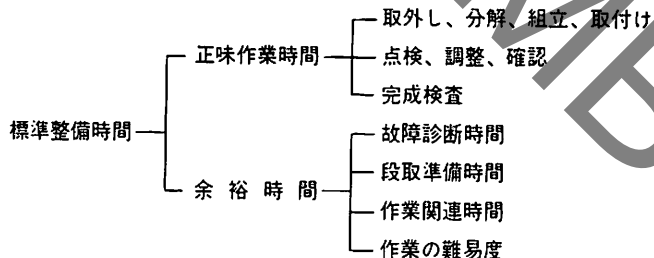 取外し、分解、組立、取付け
正味作業時間
点検、調整、確認
完成検査
標準整備時間
故障診断時間
段取準備時間
余裕時間
作業関連時間
作業の難易度